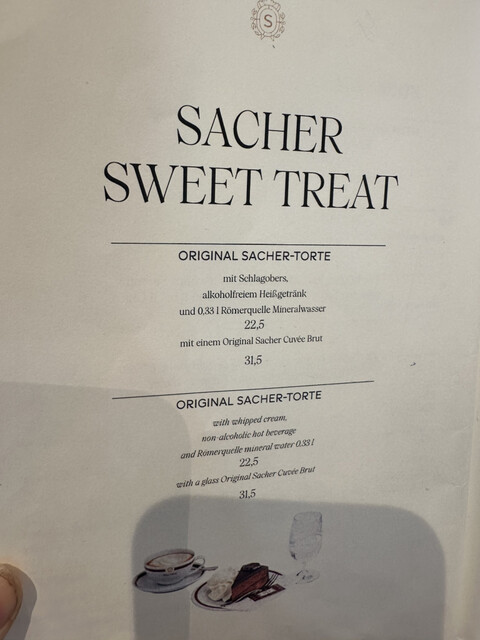 S
SACHER
SWEET TREAT
ORIGINAL SACHER-TORTE
mit Schlagobers,
alkoholfreiem Heißgetränk
und 0,33 l Römerquelle Mineralwasser
22,5
mit einem Original Sacher Cuvée Brut
31,5
ORIGINAL SACHER-TORTE
with whipped cream,
non-alcoholic hot beverage
and Römerquelle mineral water 0.33 l
22,5
with a glass Original Sacher Cuvée Brut
31,5